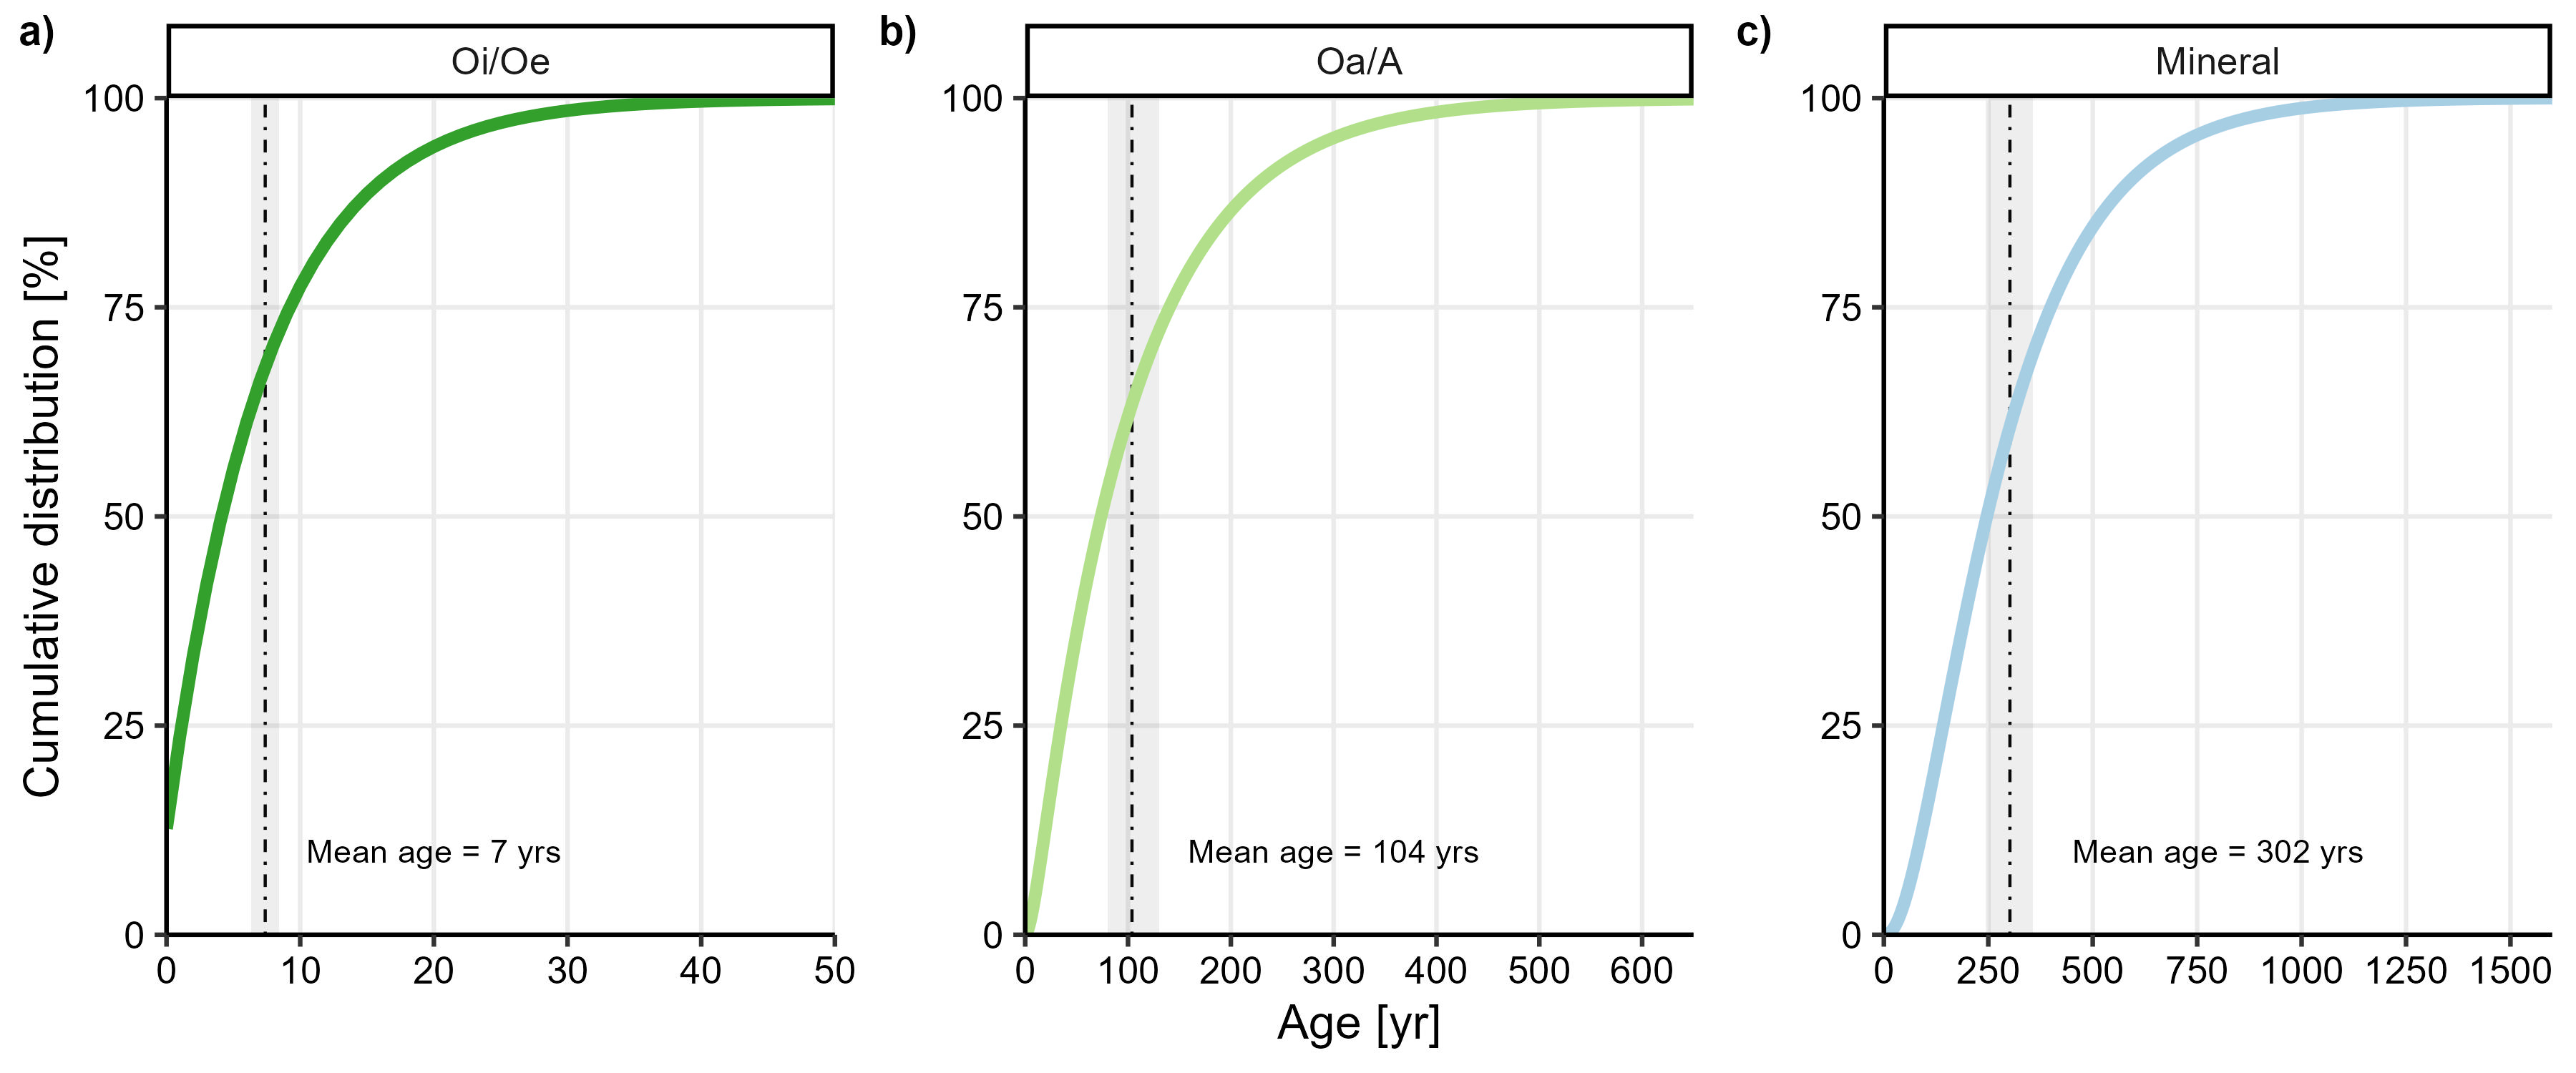 a)
Oi/Oe
b)
Oa/A
c)
Mineral
Cumulative distribution [%]
100
75
50
25
0
Mean age = 7 yrs
0 10 20 30 40 50
100
75
50
25
0
Mean age = 104 yrs
0 100 200 300 400 500 600
100
75
50
25
0
Mean age = 302 yrs
0 250 500 750 1000 1250 1500
Age [yr]